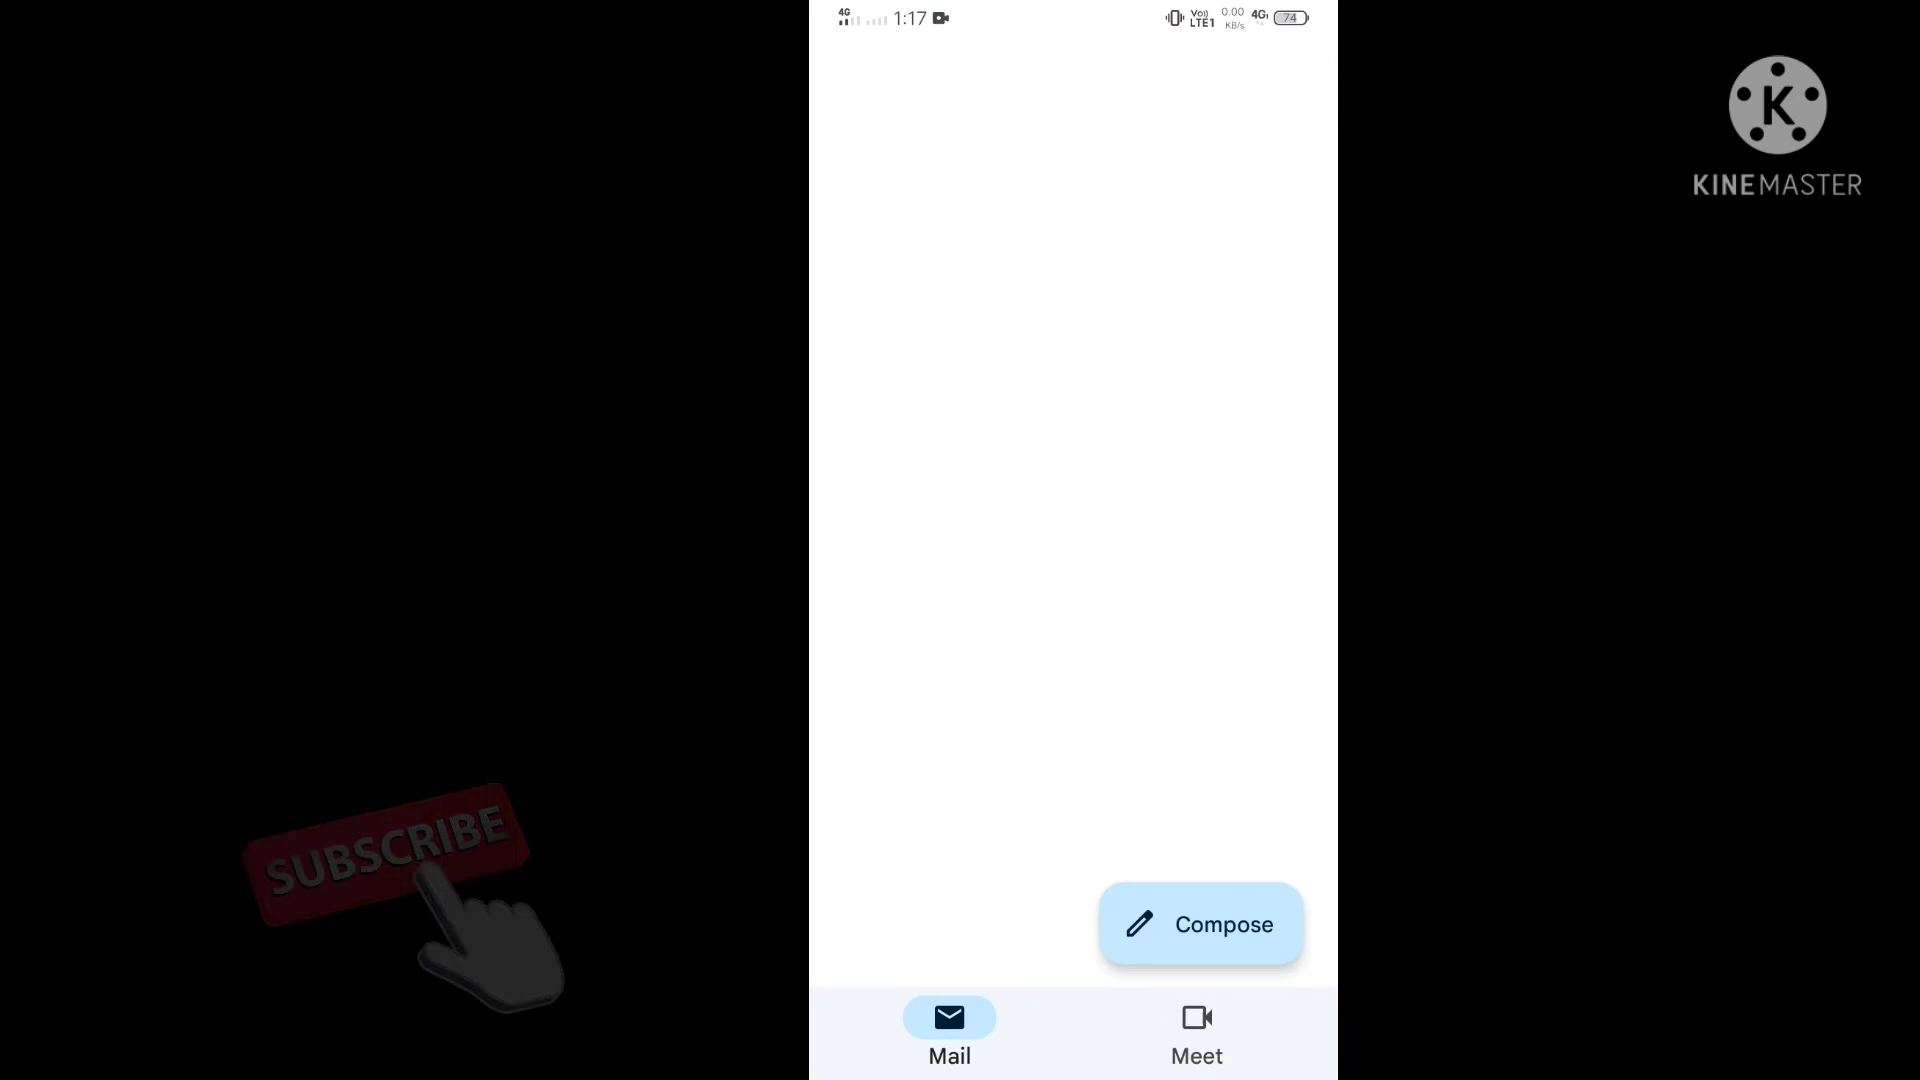 4G 1:17
Vo)) LTE1 0.00 KB/s 4G 74
KINEMASTER
SUBSCRIBE
Compose
Mail
Meet